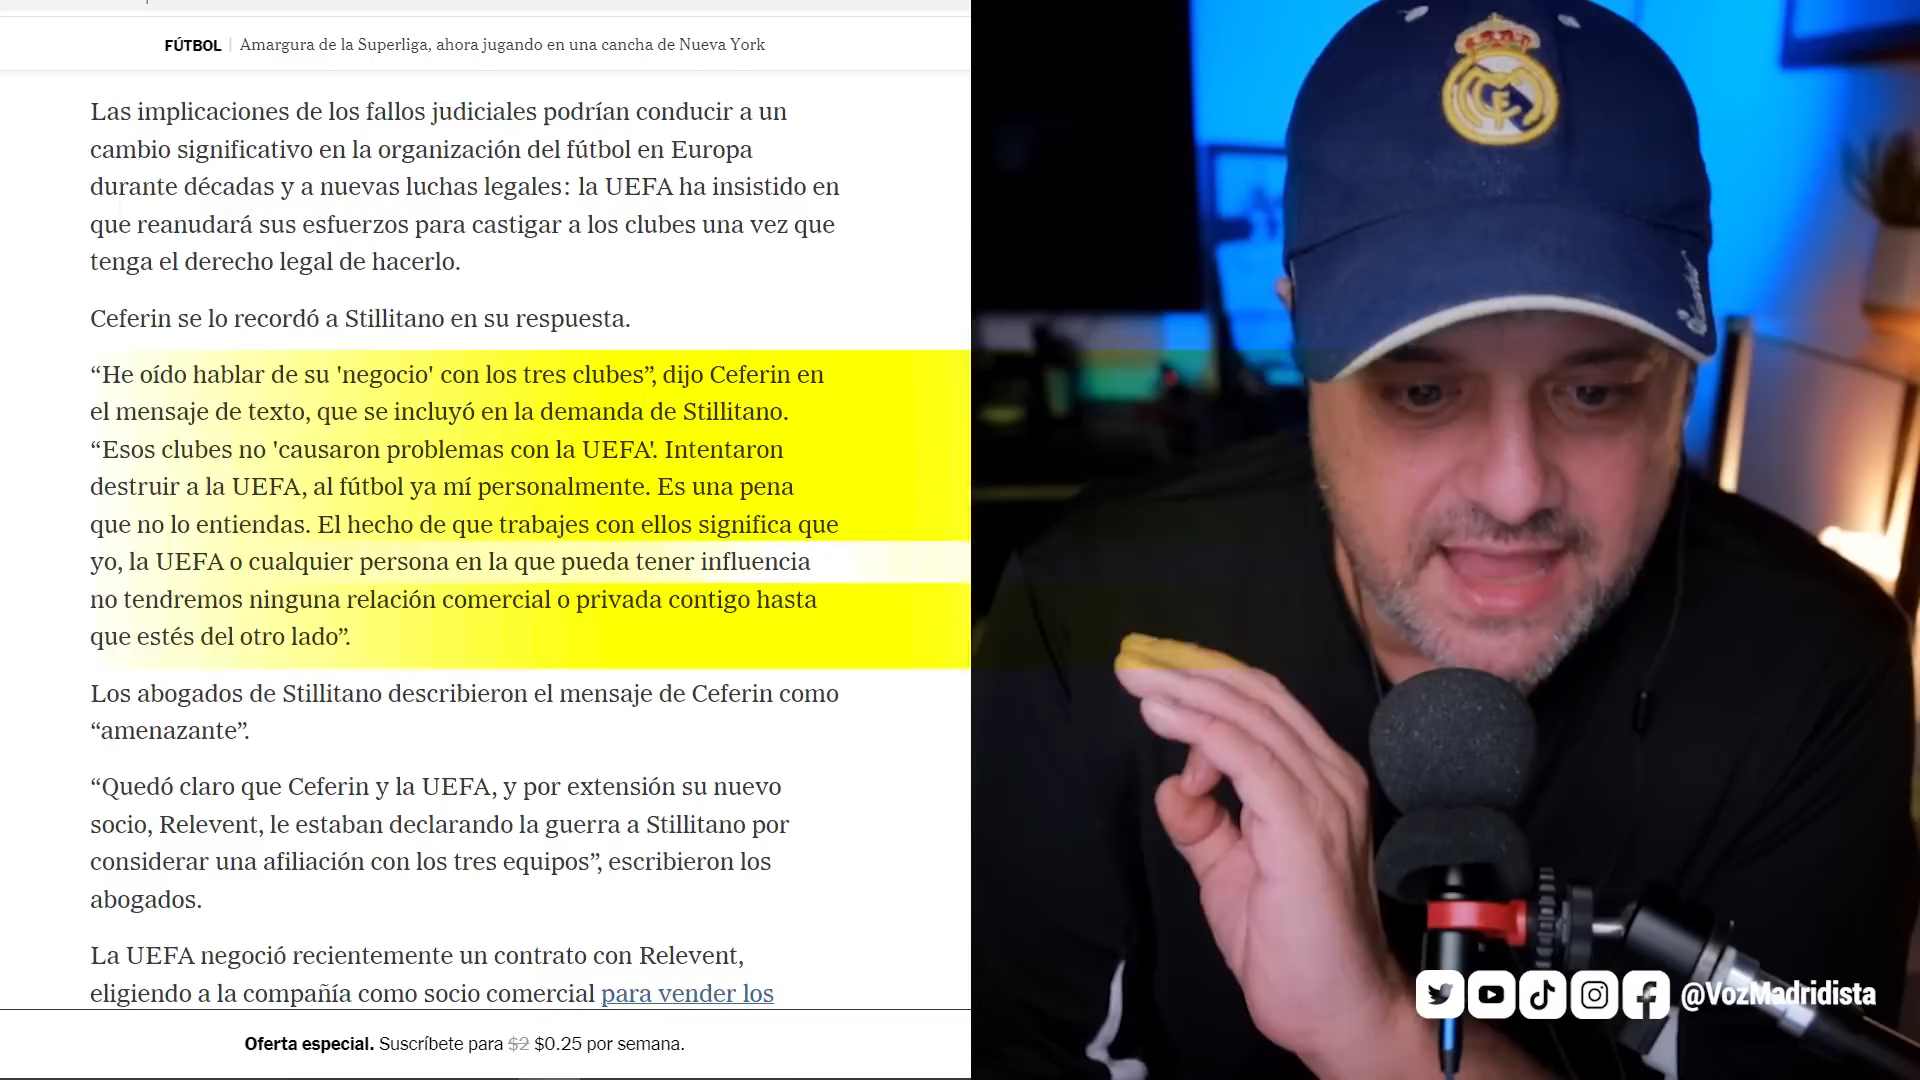 FÚTBOL | Amargura de la Superliga, ahora jugando en una cancha de Nueva York
Las implicaciones de los fallos judiciales podrían conducir a un
cambio significativo en la organización del fútbol en Europa
durante décadas y a nuevas luchas legales: la UEFA ha insistido en
que reanudará sus esfuerzos para castigar a los clubes una vez que
tenga el derecho legal de hacerlo.
Ceferin se lo recordó a Stillitano en su respuesta.
“He oído hablar de su 'negocio' con los tres clubes”, dijo Ceferin en
el mensaje de texto, que se incluyó en la demanda de Stillitano.
“Esos clubes no 'causaron problemas con la UEFA'. Intentaron
destruir a la UEFA, al fútbol ya mí personalmente. Es una pena
que no lo entiendas. El hecho de que trabajes con ellos significa que
yo, la UEFA o cualquier persona en la que pueda tener influencia
no tendremos ninguna relación comercial o privada contigo hasta
que estés del otro lado”.
Los abogados de Stillitano describieron el mensaje de Ceferin como
“amenazante”.
“Quedó claro que Ceferin y la UEFA, y por extensión su nuevo
socio, Relevent, le estaban declarando la guerra a Stillitano por
considerar una afiliación con los tres equipos”, escribieron los
abogados.
La UEFA negoció recientemente un contrato con Relevent,
eligiendo a la compañía como socio comercial para vender los
Oferta especial. Suscríbete para $2 $0.25 por semana.
@VozMadridista